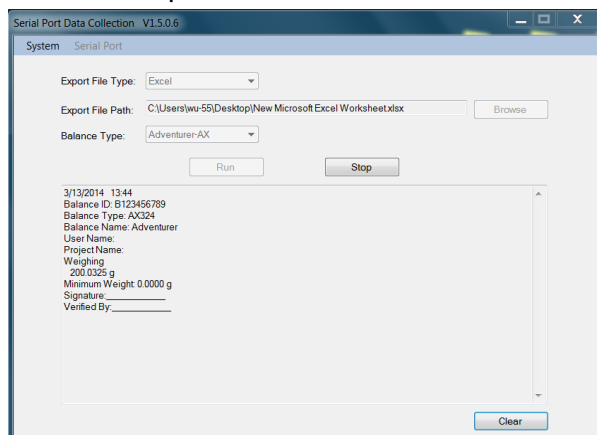 Serial Port Data Collection V1.5.0.6
System Serial Port
Export File Type: Excel
Export File Path: C:\Users\wu-55\Desktop\New Microsoft Excel Worksheet.xlsx Browse
Balance Type: Adventurer-AX
Run Stop
3/13/2014 13:44
Balance ID: B123456789
Balance Type: AX324
Balance Name: Adventurer
User Name:
Project Name:
Weighing
200.0325 g
Minimum Weight: 0.0000 g
Signature:___________
Verified By:___________
Clear